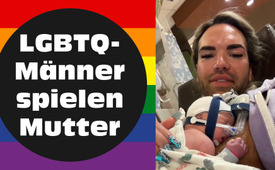 LGBTQ-
Männer
spielen
Mutter